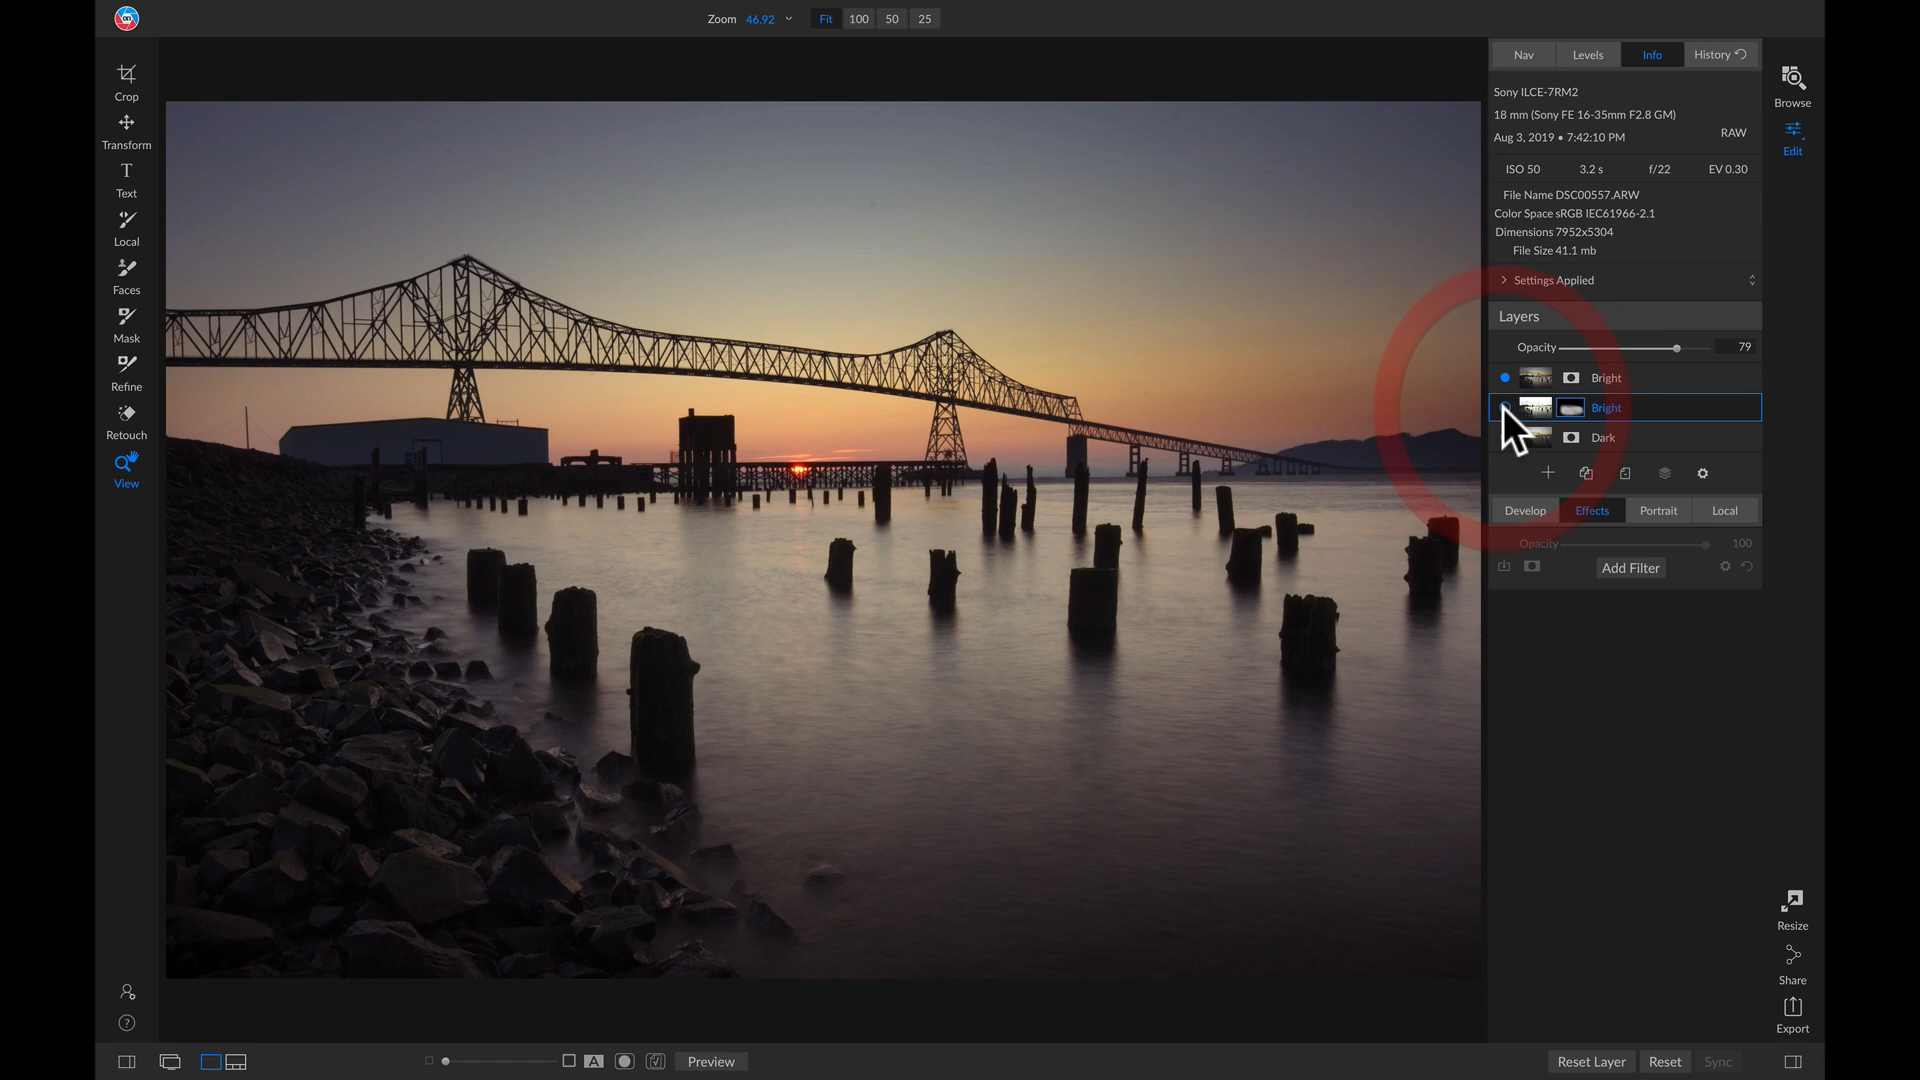 Zoom 46.92 Fit 100 50 25
Crop
Transform
T
Text
Local
Faces
Mask
Refine
Retouch
View
Nav Levels Info History
Sony ILCE-7RM2
18 mm (Sony FE 16-35mm F2.8 GM)
Aug 3, 2019 • 7:42:10 PM RAW
ISO 50 3.2 s f/22 EV 0.30
File Name DSC00557.ARW
Color Space sRGB IEC61966-2.1
Dimensions 7952x5304
File Size 41.1 mb
Settings Applied
Layers
Opacity 79
Bright
Bright
Dark
Develop Effects Portrait Local
Opacity 100
Add Filter
Browse
Edit
Resize
Share
Export
?
A Preview Reset Layer Reset Sync